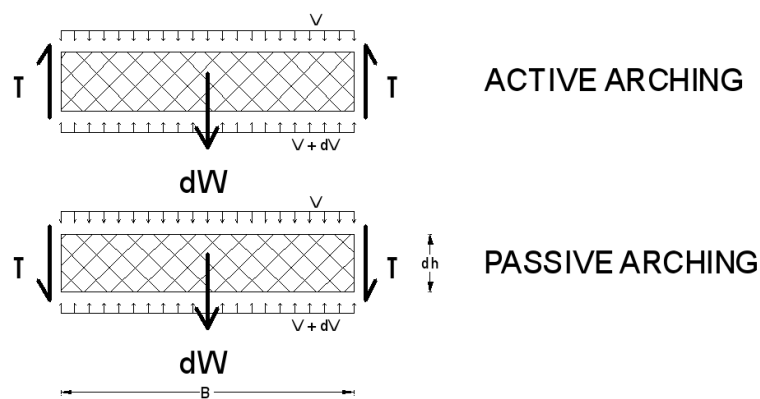 V
T
T
ACTIVE ARCHING
V + dV
dW
V
T
T
dh
PASSIVE ARCHING
V + dV
dW
B